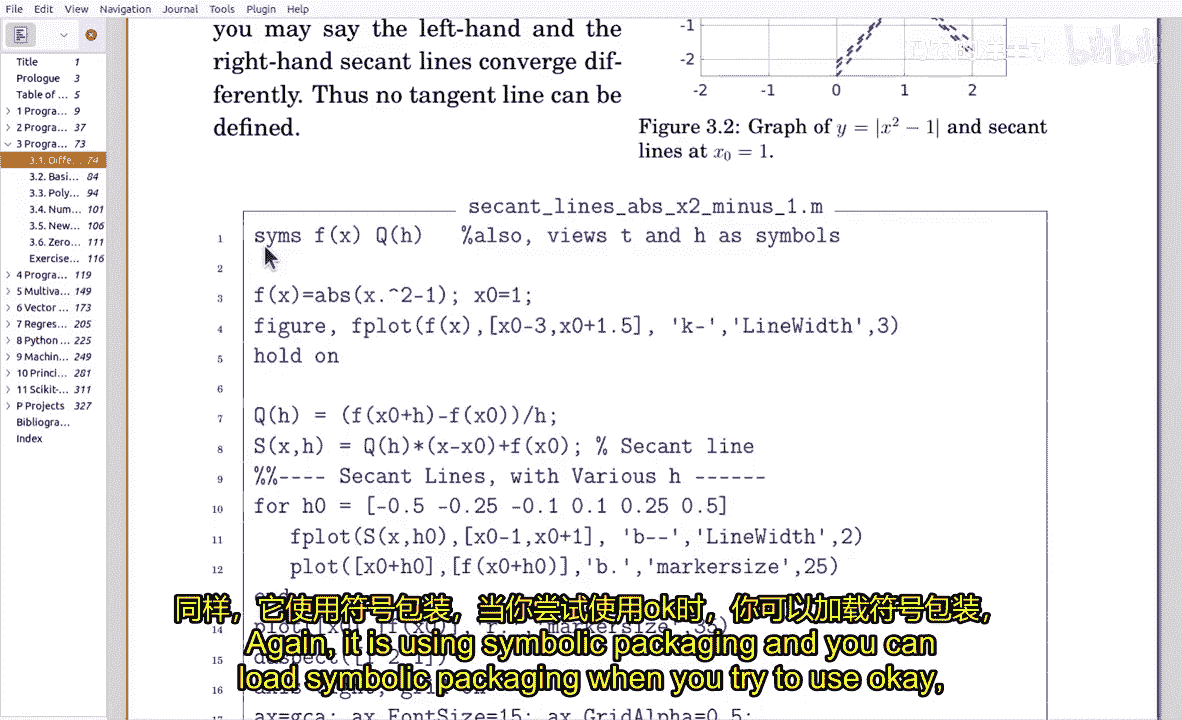 File Edit View Navigation Journal Tools Plugin Help
Title 1
Prologue 3
Table of ... 5
1 Progra... 9
2 Progra... 37
3 Progra... 73
3.1. Diffe... 74
3.2. Basi... 84
3.3. Poly... 94
3.4. Num... 101
3.5. New... 106
3.6. Zero... 111
Exercise... 116
4 Progra... 119
5 Multiva... 149
6 Vector ... 173
7 Regres... 205
8 Python ... 225
9 Machin... 249
10 Princi... 281
11 Scikit-... 311
P Projects 327
Bibliogra...
Index
you may say the left-hand and the
right-hand secant lines converge dif-
ferently. Thus no tangent line can be
defined.
-1
-2
-2 -1 0 1 2
Figure 3.2: Graph of y = |x² − 1| and secant
lines at x₀ = 1.
secant_lines_abs_x2_minus_1.m
1 syms f(x) Q(h) %also, views t and h as symbols
2
3 f(x)=abs(x.^2-1); x0=1;
4 figure, fplot(f(x),[x0-3,x0+1.5], 'k-','LineWidth',3)
5 hold on
6
7 Q(h) = (f(x0+h)-f(x0))/h;
8 S(x,h) = Q(h)*(x-x0)+f(x0); % Secant line
9 %%---- Secant Lines, with Various h ------
10 for h0 = [-0.5 -0.25 -0.1 0.1 0.25 0.5]
11 fplot(S(x,h0),[x0-1,x0+1], 'b--','LineWidth',2)
12 plot([x0+h0],[f(x0+h0)],'b.','markersize',25)
14
15
16
17 ax=gca; ax.FontSize=15; ax.GridAlpha=0.5;
同样，它使用符号包装，当你尝试使用ok时，你可以加载符号包装，
Again, it is using symbolic packaging and you can
load symbolic packaging when you try to use okay,